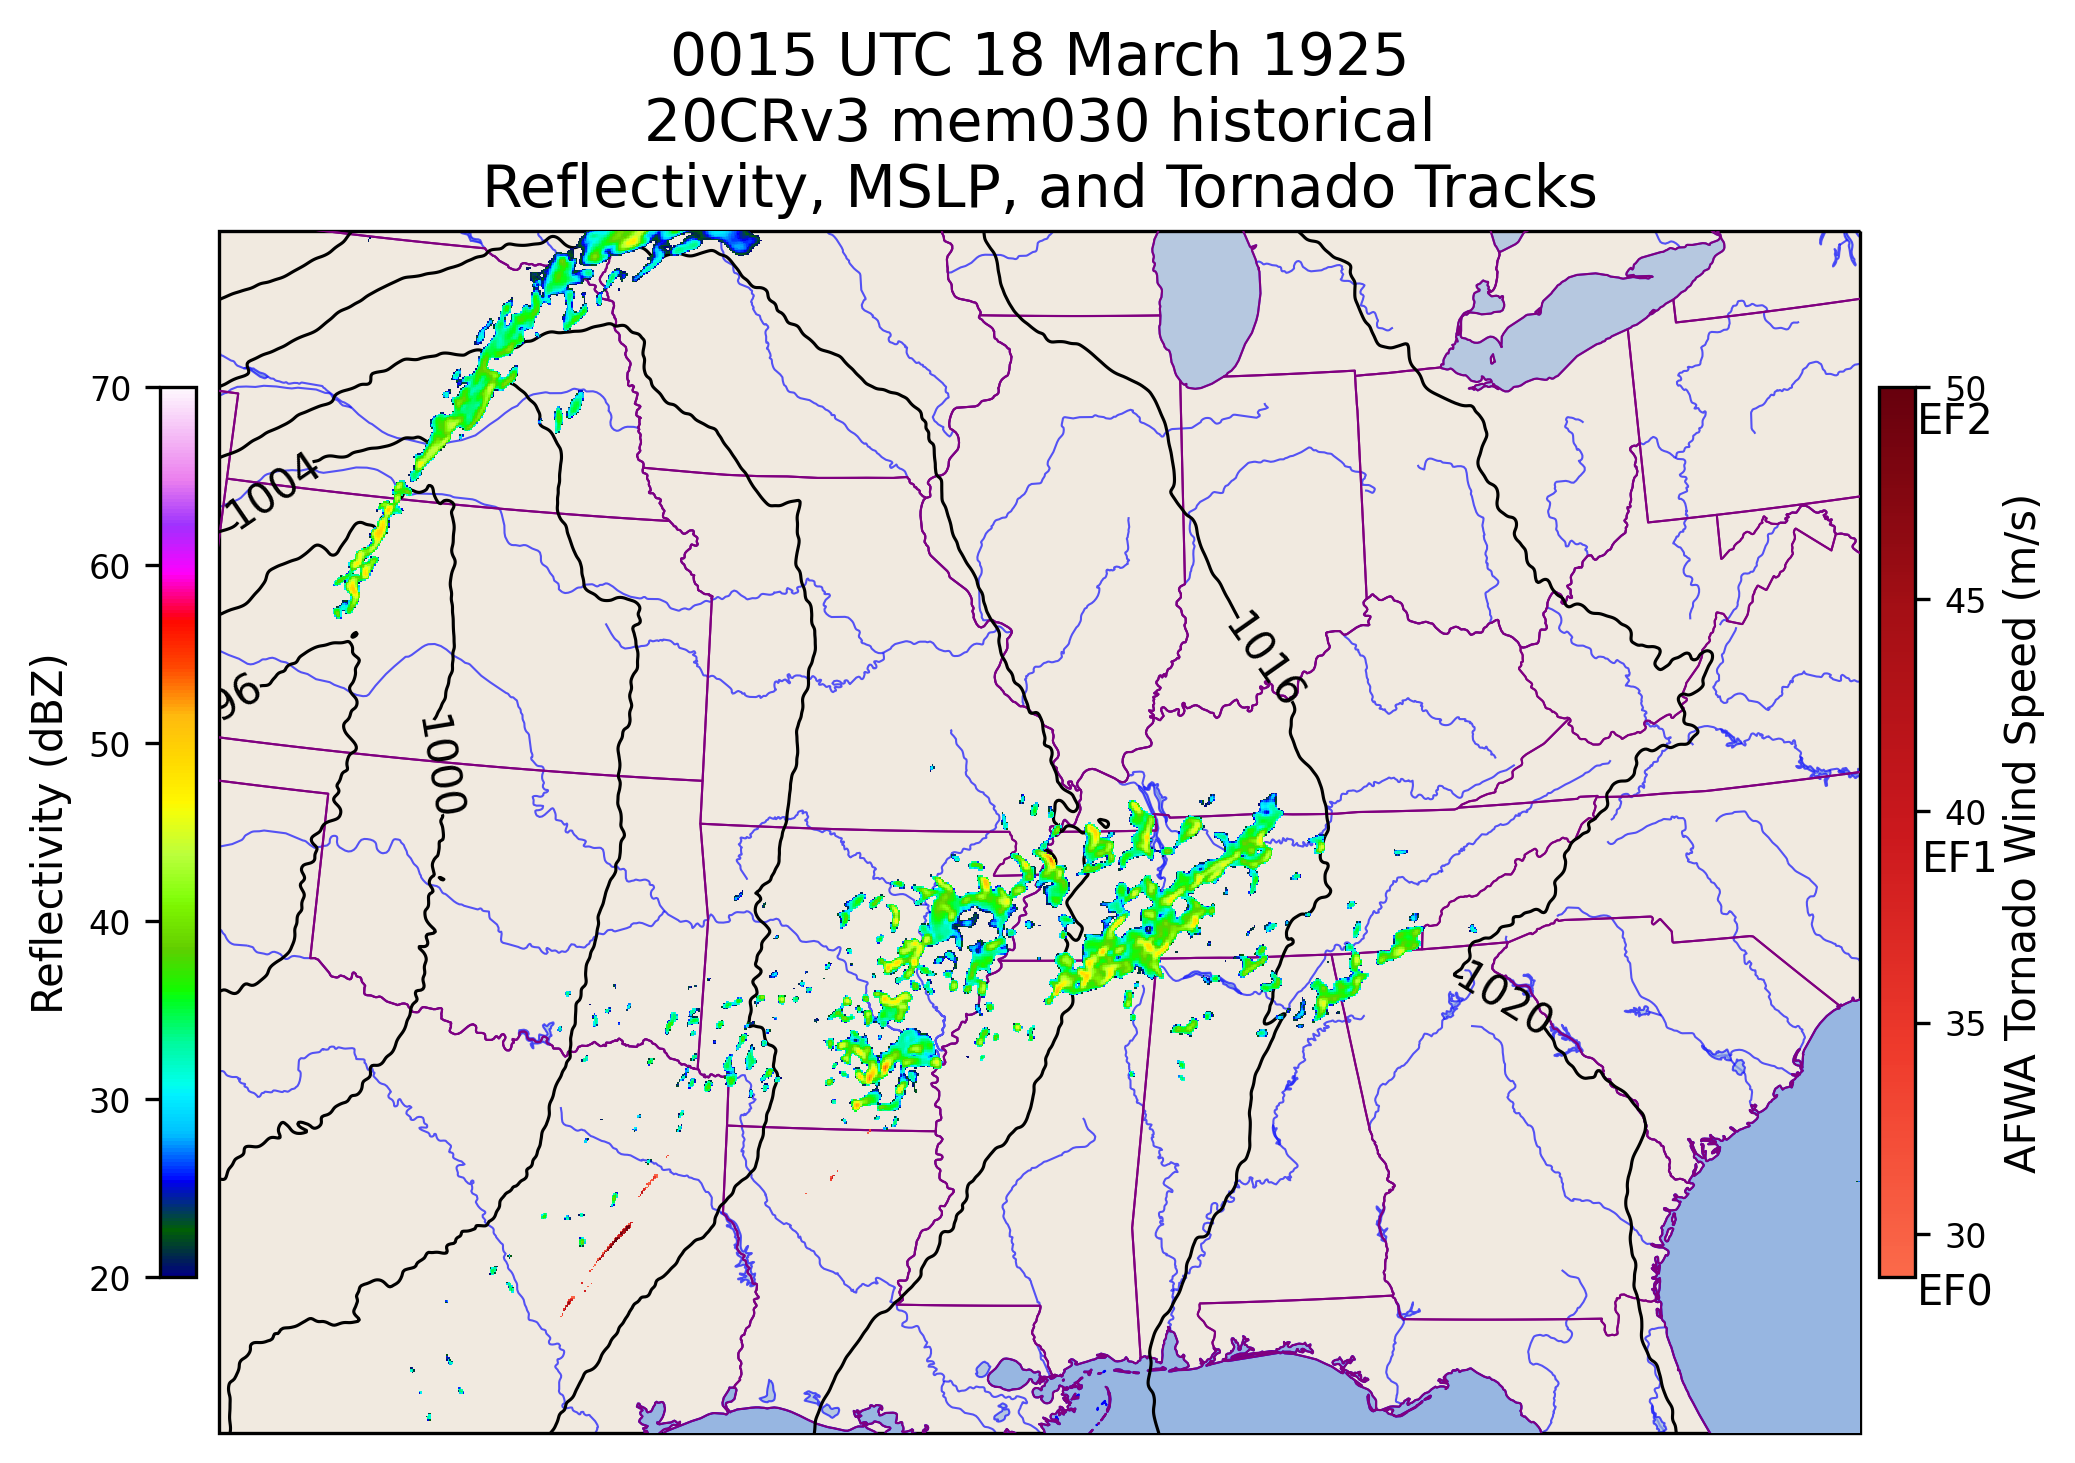 0015 UTC 18 March 1925
20CRv3 mem030 historical
Reflectivity, MSLP, and Tornado Tracks
Reflectivity (dBZ)
70
60
50
40
30
20
1004
96
1000
1016
1020
50
EF2
45
40
EF1
35
30
EF0
AFWA Tornado Wind Speed (m/s)